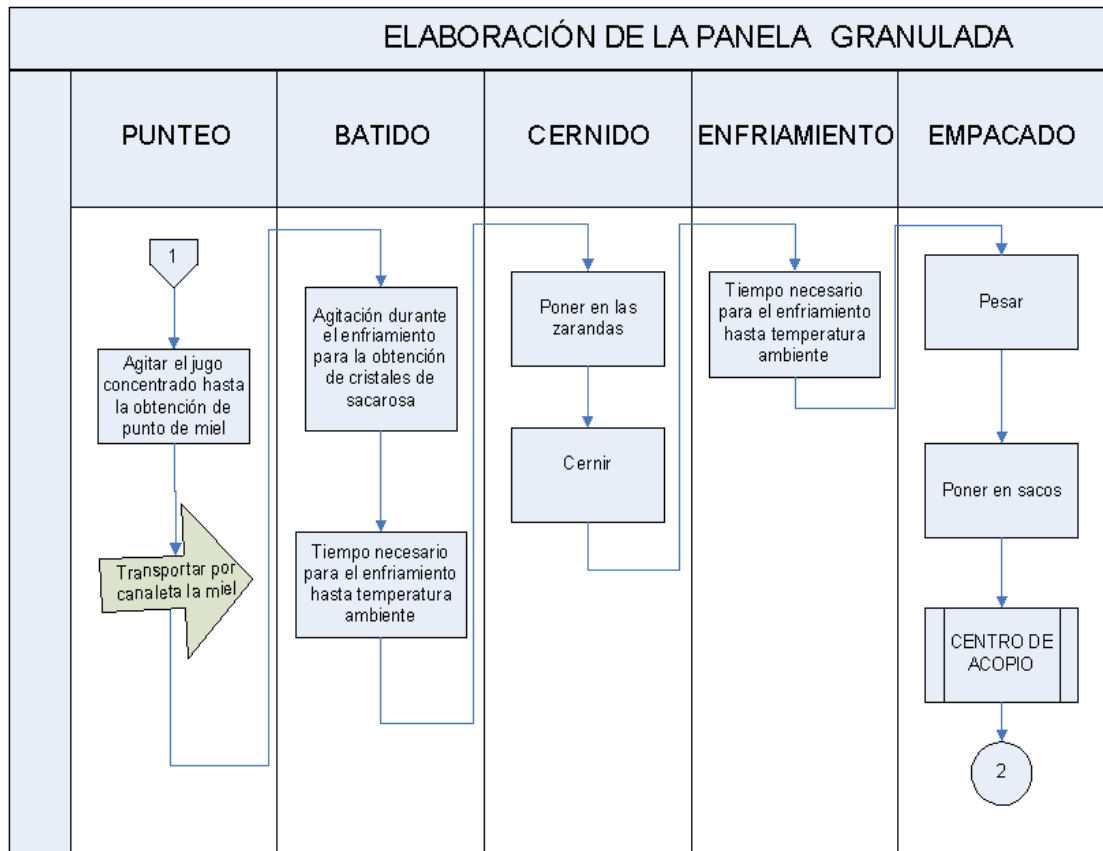 ELABORACIÓN DE LA PANELA GRANULADA
PUNTEO
BATIDO
CERNIDO
ENFRIAMIENTO
EMPACADO
1
Agitar el jugo
concentrado hasta
la obtención de
punto de miel
Transportar por
canaleta la miel
Agitación durante
el enfriamiento
para la obtención
de cristales de
sacarosa
Tiempo necesario
para el enfriamiento
hasta temperatura
ambiente
Poner en las
zarandas
Cernir
Tiempo necesario
para el enfriamiento
hasta temperatura
ambiente
Pesar
Poner en sacos
CENTRO DE
ACOPIO
2